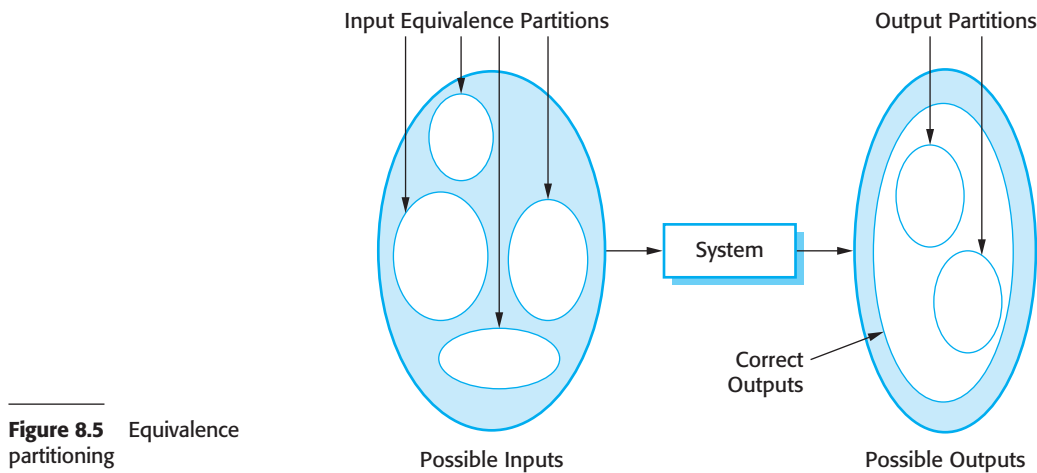 Input Equivalence Partitions
Output Partitions
System
Correct
Outputs
Figure 8.5 Equivalence
partitioning
Possible Inputs
Possible Outputs